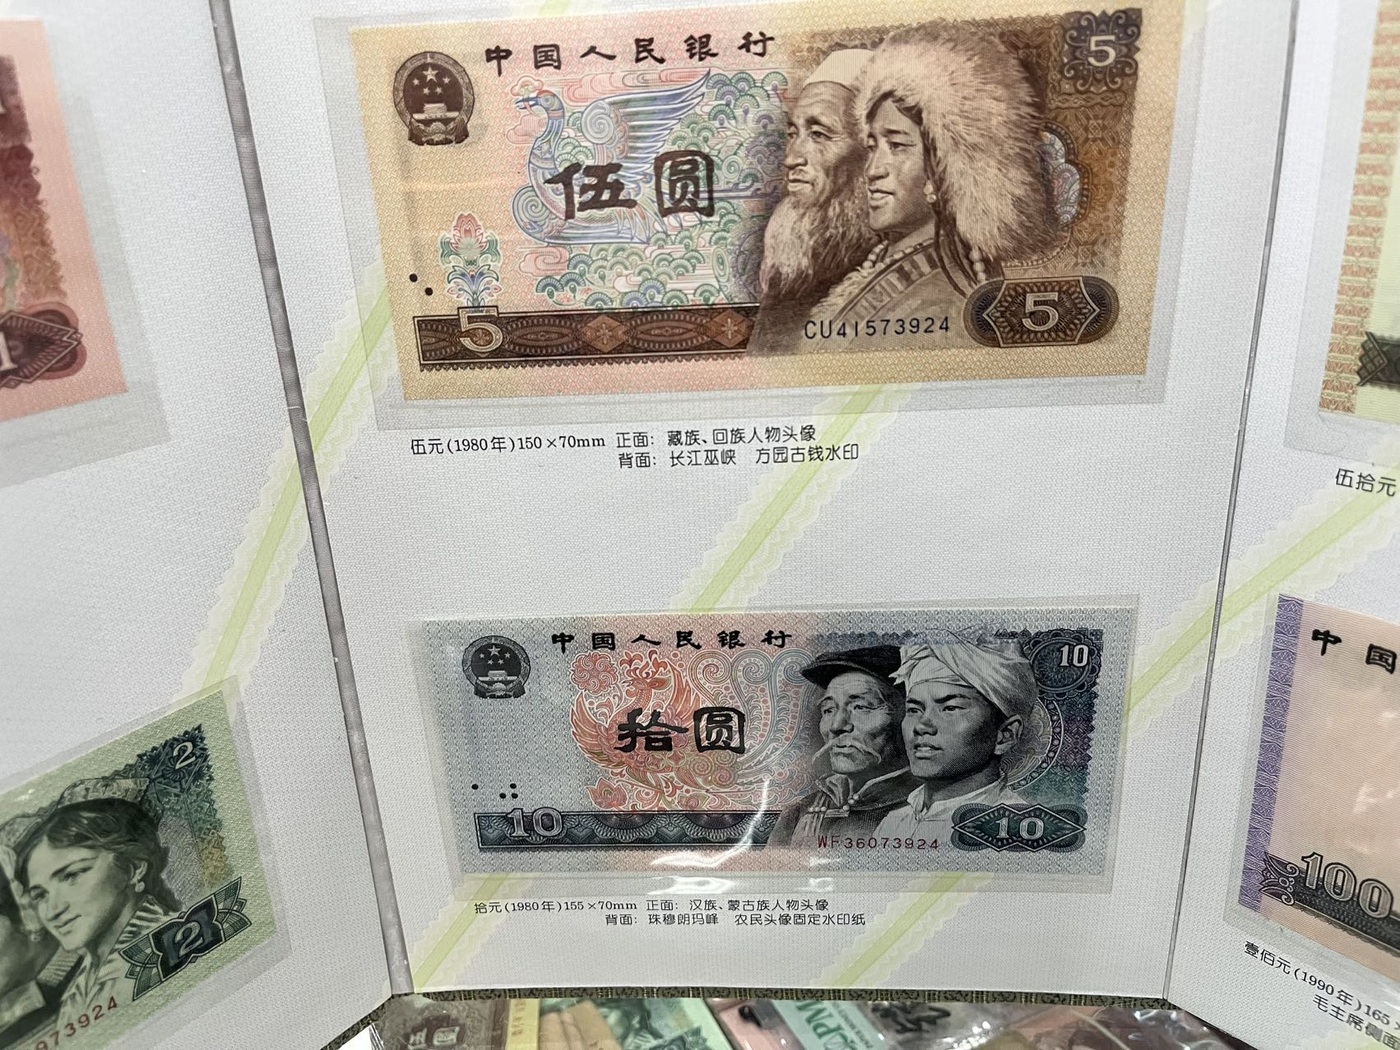 中国人民银行
5
伍圆
5
CU41573924
5
伍元(1980年)150×70mm 正面：藏族、回族人物头像
背面：长江巫峡 方园古钱水印
中国人民银行
10
拾圆
10
WF36073924
10
拾元(1980年)155×70mm 正面：汉族、蒙古族人物头像
背面：珠穆朗玛峰 农民头像固定水印纸
2
2
973924
伍拾元
中国
100
壹佰元(1990年)165
毛主席侧面